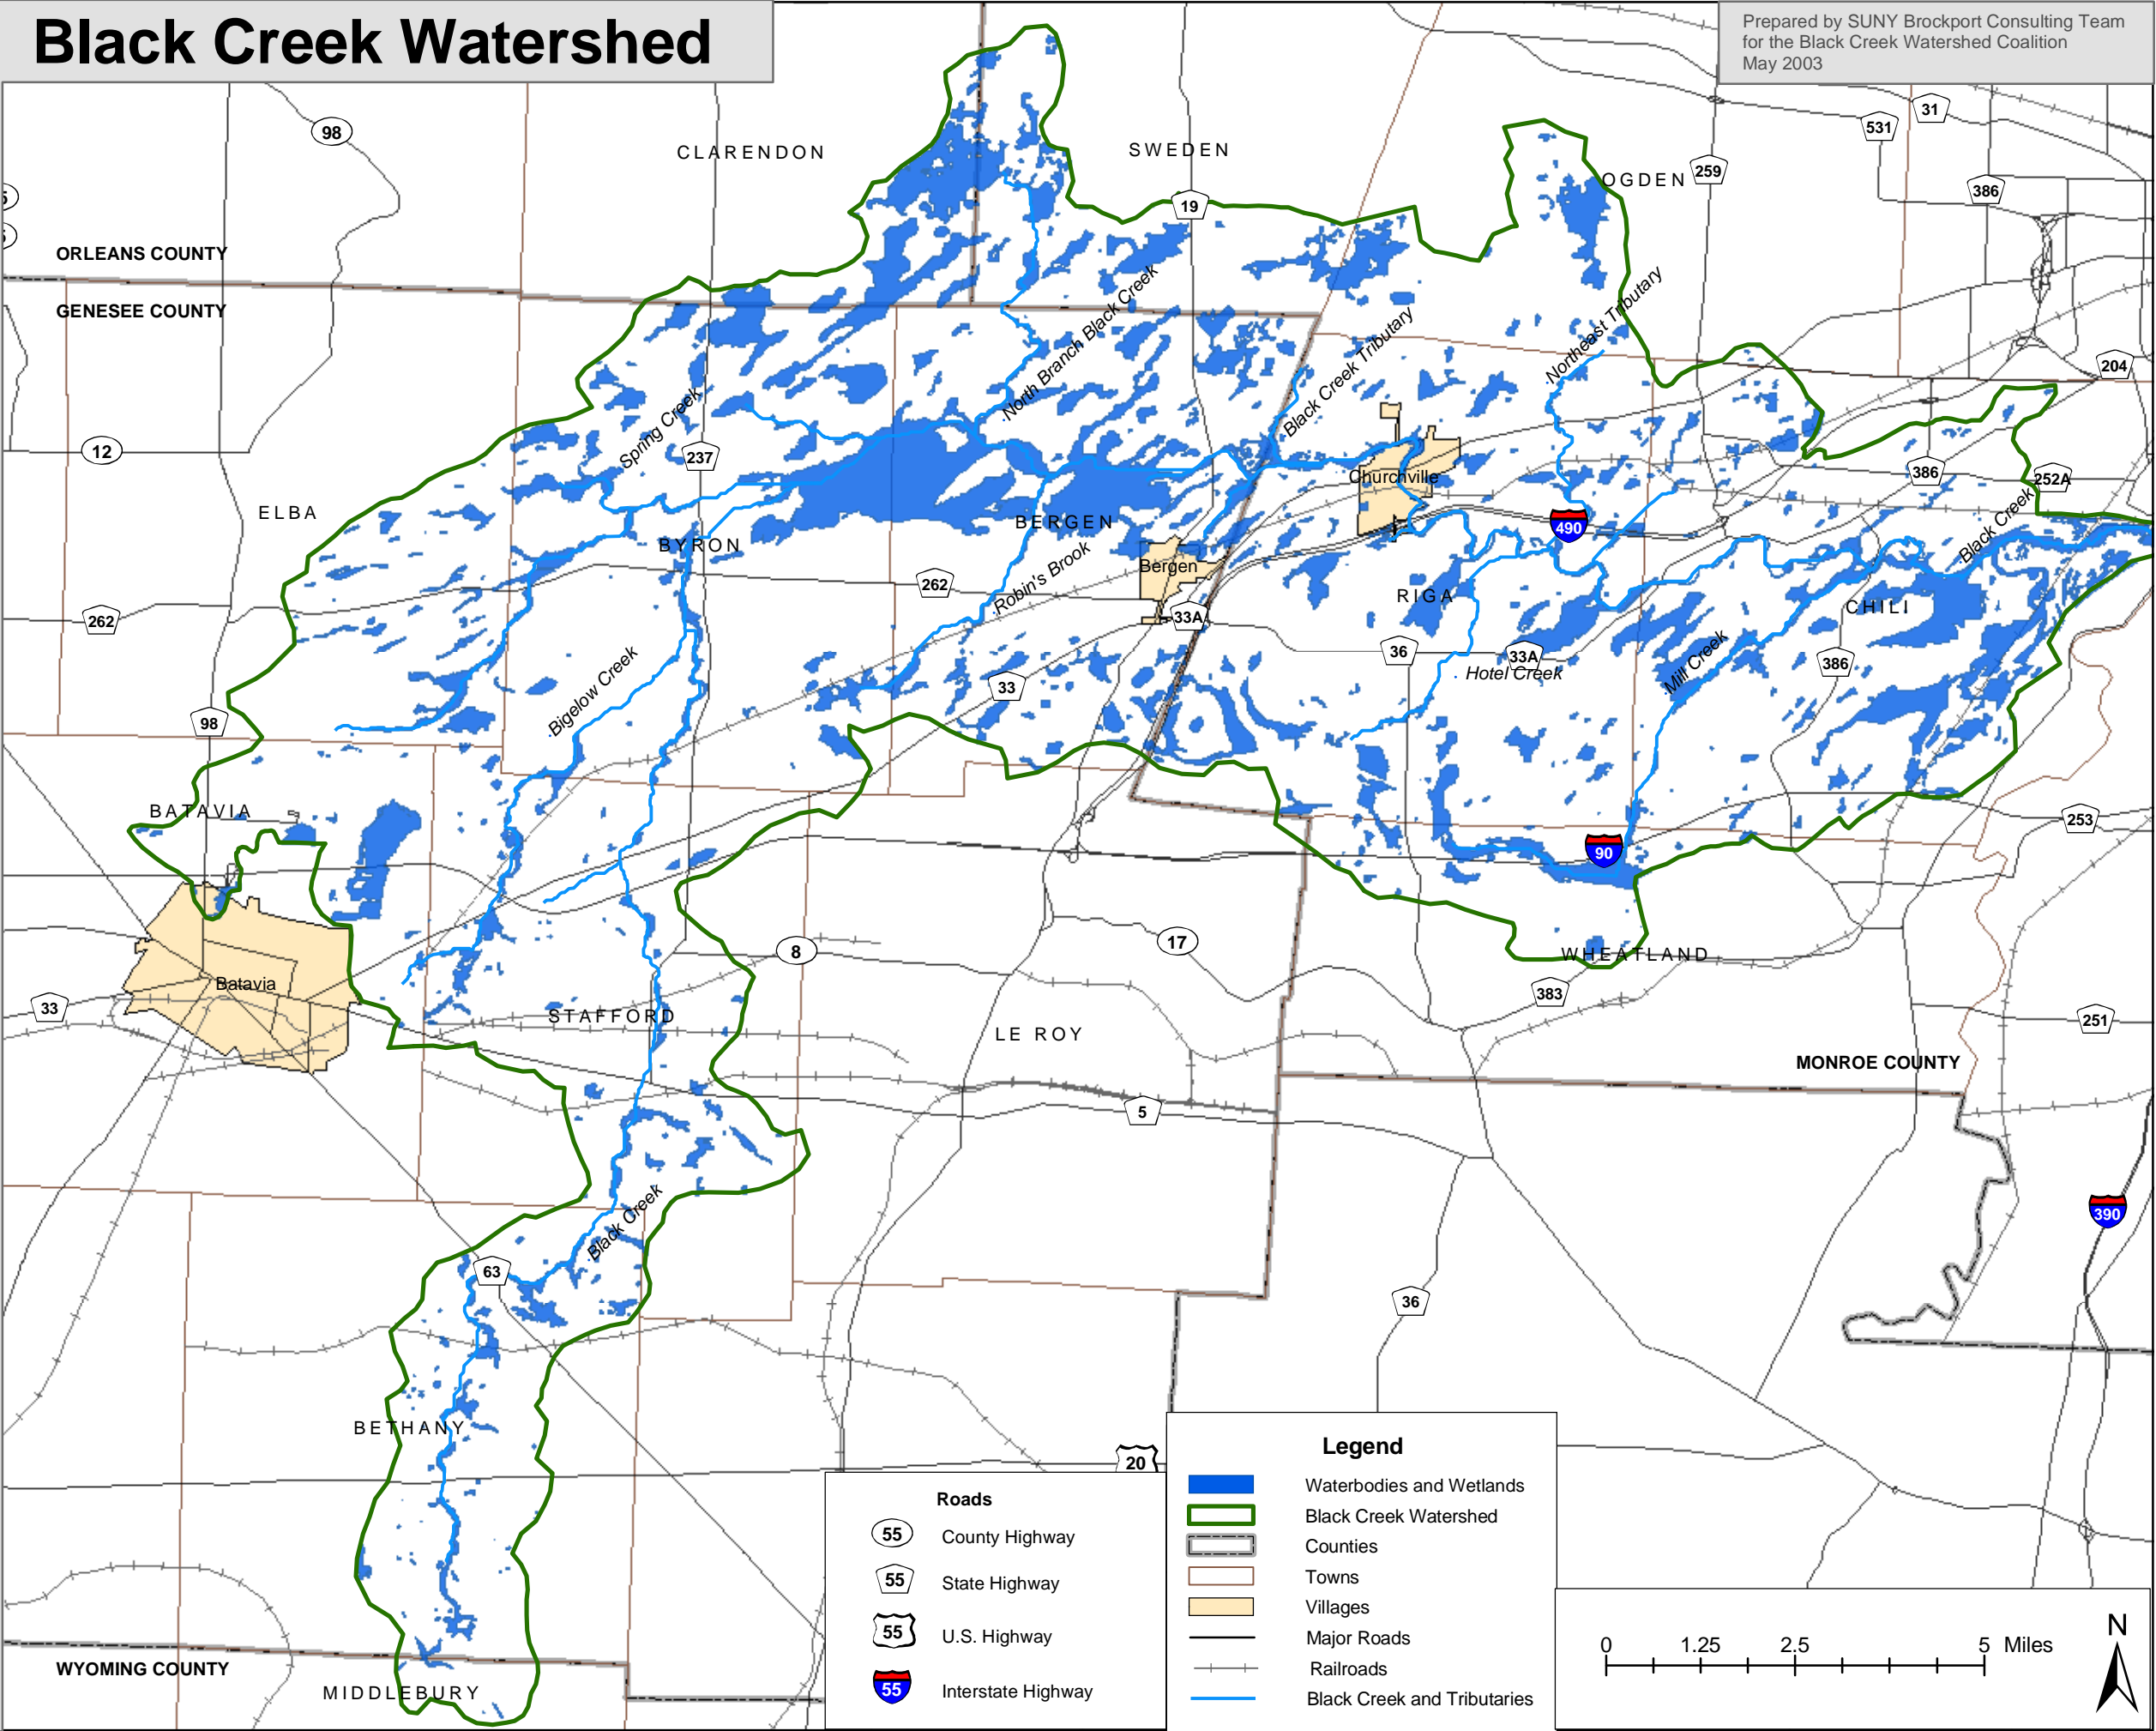 Black Creek Watershed
Prepared by SUNY Brockport Consulting Team
for the Black Creek Watershed Coalition
May 2003
98
31
531
CLARENDON
SWEDEN
259
OGDEN
386
19
ORLEANS COUNTY
GENESEE COUNTY
North Branch Black Creek
Black Creek Tributary
Northeast Tributary
204
Spring Creek
12
237
Churchville
386
252A
ELBA
BERGEN
490
Black Creek
BYRON
Bergen
262
Robin's Brook
RIGA
CHILI
262
33A
36
33A
Hotel Creek
Mill Creek
386
Bigelow Creek
33
98
BATAVIA
253
90
8
17
WHEATLAND
Batavia
383
33
STAFFORD
LE ROY
251
MONROE COUNTY
5
Black Creek
390
63
36
BETHANY
20
Legend
Waterbodies and Wetlands
Black Creek Watershed
Counties
Towns
Villages
Major Roads
Railroads
Black Creek and Tributaries
Roads
55 County Highway
55 State Highway
55 U.S. Highway
55 Interstate Highway
0 1.25 2.5 5 Miles
N
WYOMING COUNTY
MIDDLEBURY